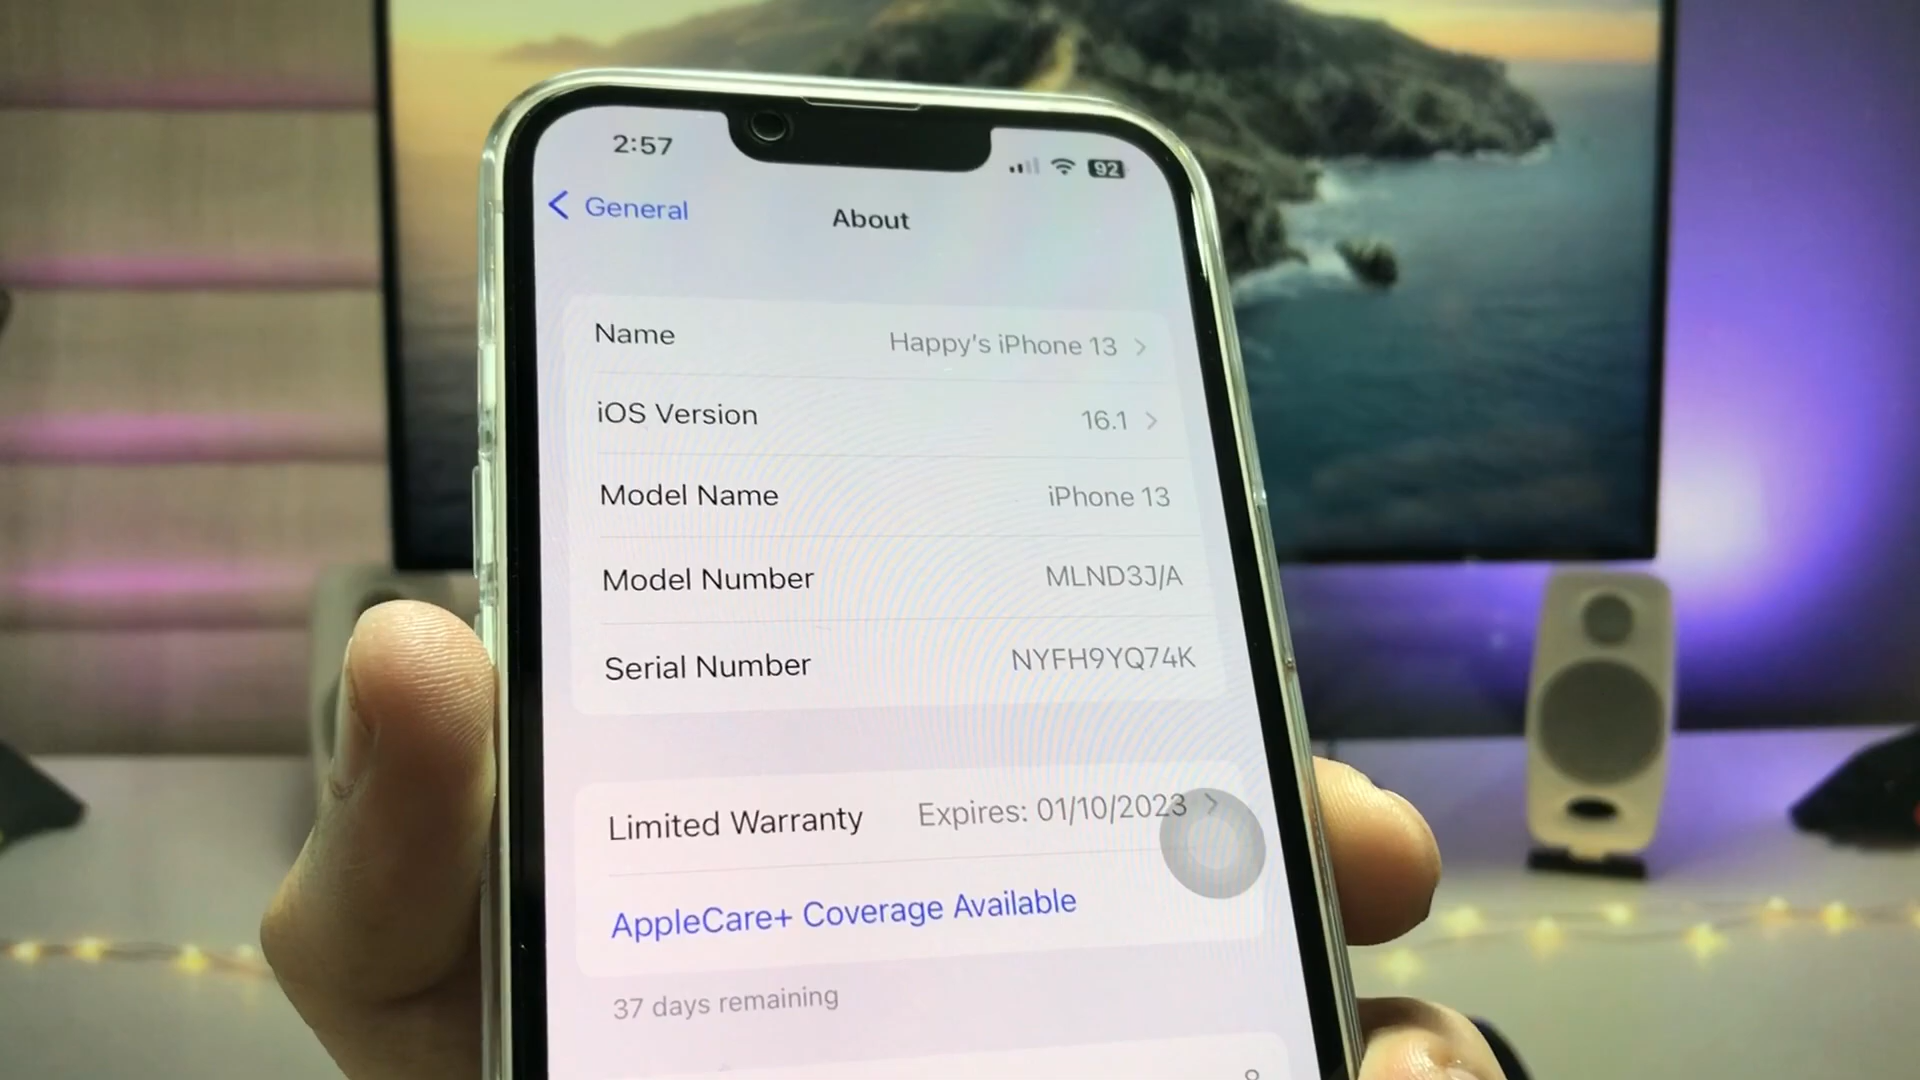 2:57
92
General
About
Name Happy's iPhone 13
iOS Version 16.1
Model Name iPhone 13
Model Number MLND3J/A
Serial Number NYFH9YQ74K
Limited Warranty Expires: 01/10/2023
AppleCare+ Coverage Available
37 days remaining